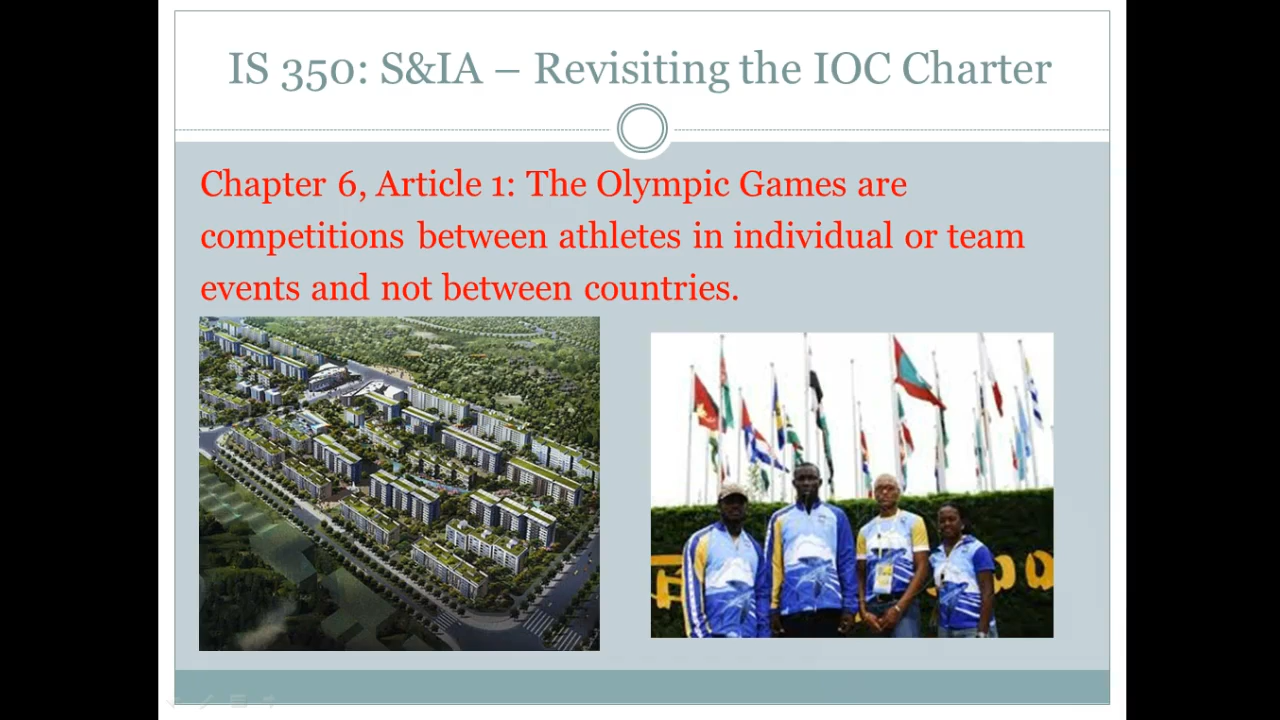 IS 350: S&IA – Revisiting the IOC Charter
Chapter 6, Article 1: The Olympic Games are
competitions between athletes in individual or team
events and not between countries.